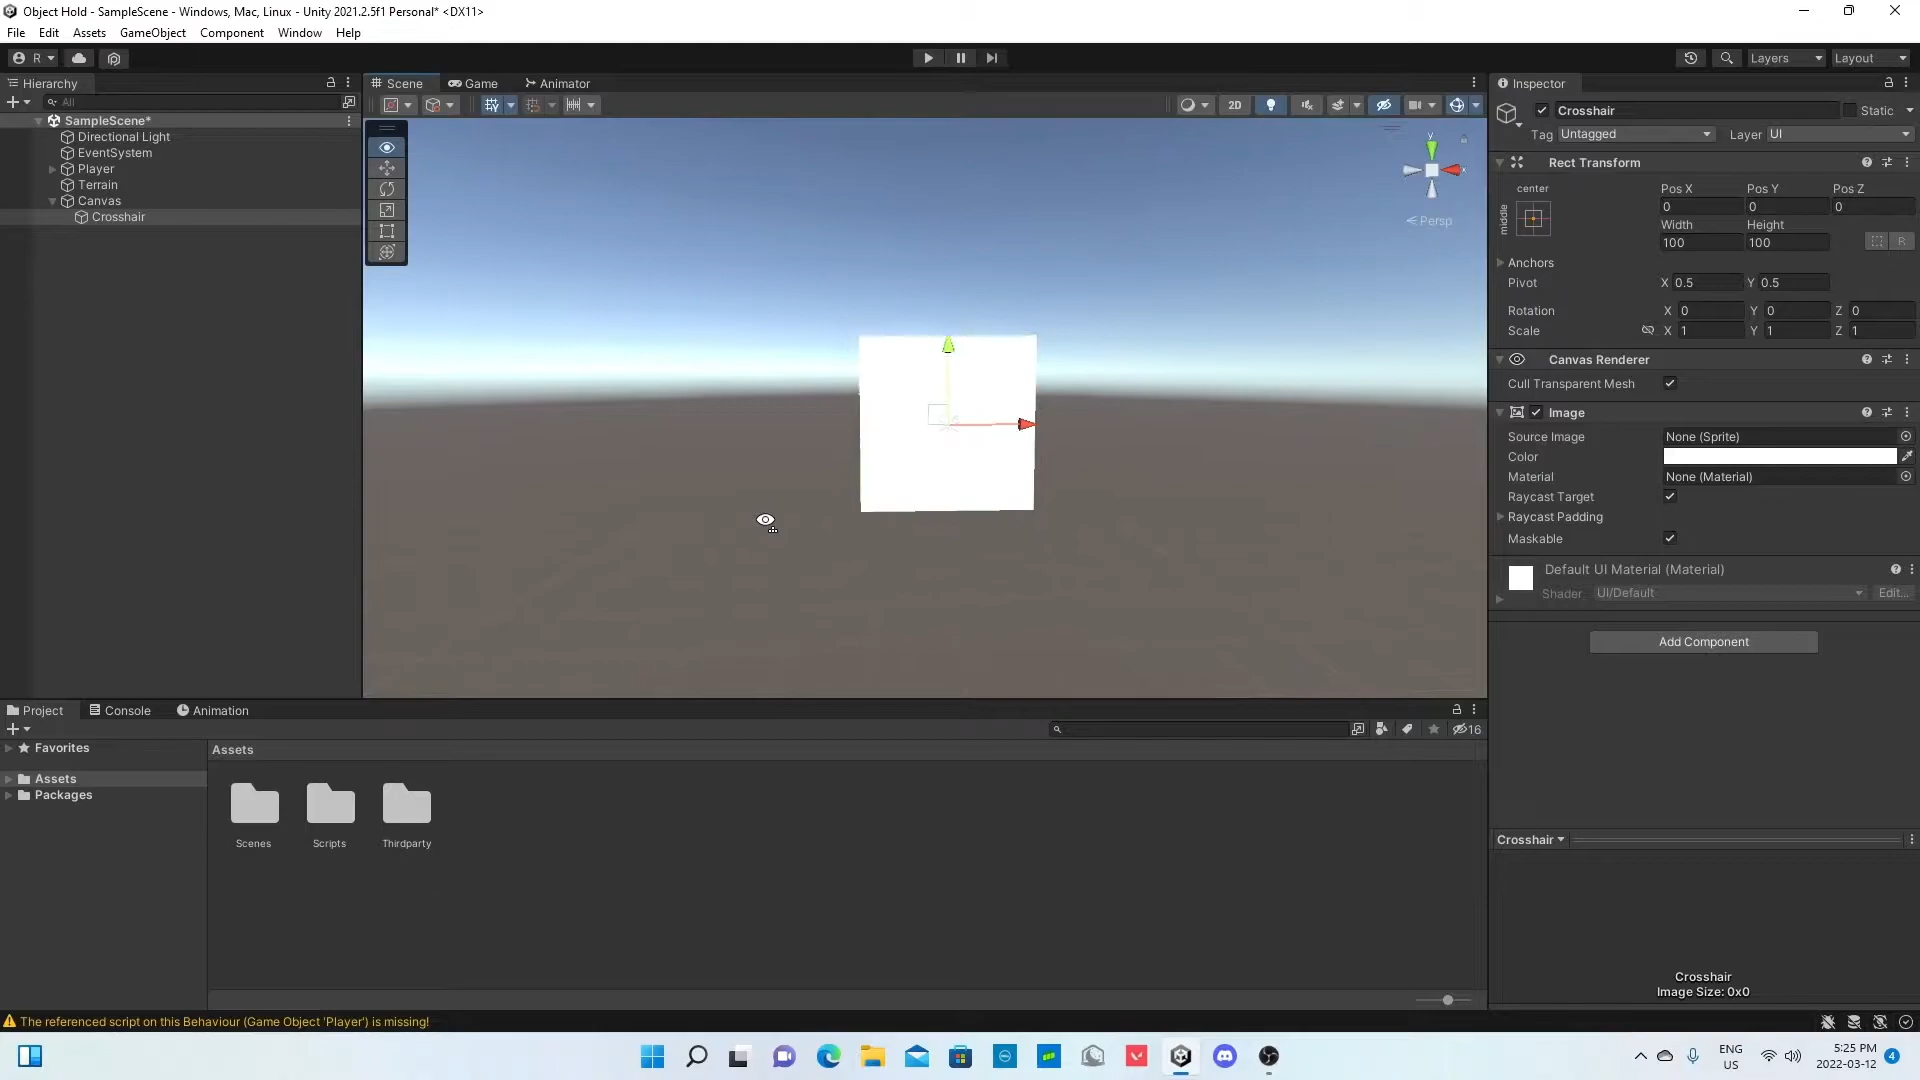 Object Hold - SampleScene - Windows, Mac, Linux - Unity 2021.2.5f1 Personal* <DX11>
File Edit Assets GameObject Component Window Help
R
Layers Layout
Hierarchy
All
SampleScene*
Directional Light
EventSystem
Player
Terrain
Canvas
Crosshair
Scene Game Animator
2D
y
x
Persp
Inspector
Crosshair Static
Tag Untagged Layer UI
Rect Transform
center Pos X Pos Y Pos Z
middle 0 0 0
Width Height
100 100 R
Anchors
Pivot X 0.5 Y 0.5
Rotation X 0 Y 0 Z 0
Scale X 1 Y 1 Z 1
Canvas Renderer
Cull Transparent Mesh
Image
Source Image None (Sprite)
Color
Material None (Material)
Raycast Target
Raycast Padding
Maskable
Default UI Material (Material)
Shader UI/Default Edit...
Add Component
Crosshair
Crosshair
Image Size: 0x0
Project Console Animation
16
Favorites
Assets
Packages
Assets
Scenes Scripts Thirdparty
The referenced script on this Behaviour (Game Object 'Player') is missing!
ENG
US
5:25 PM
2022-03-12
4